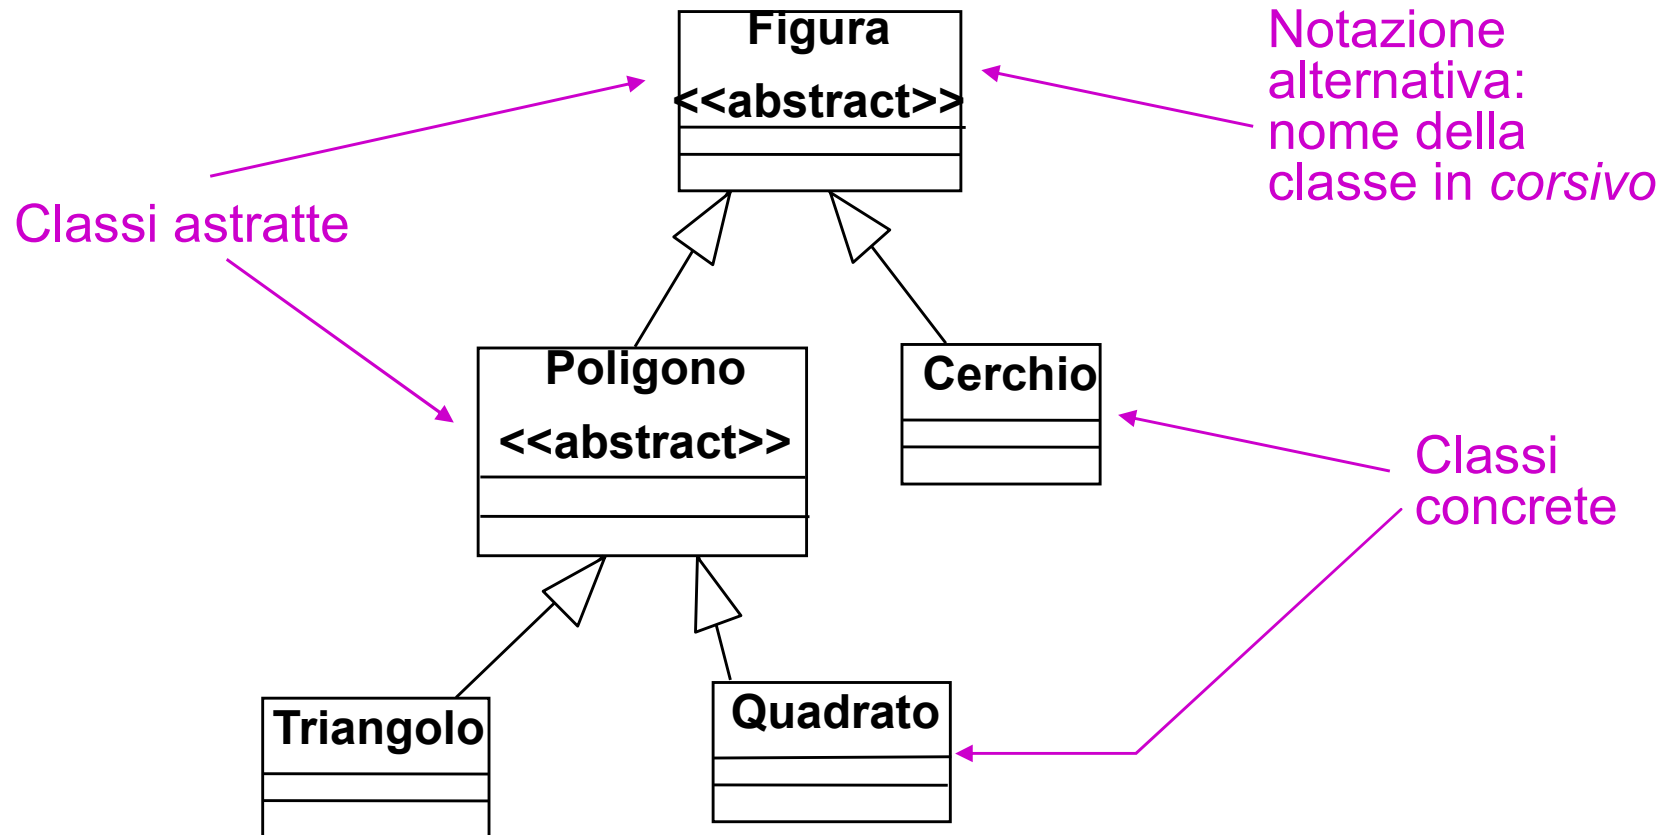 Figura
<<abstract>>
Notazione
alternativa:
nome della
classe in corsivo
Classi astratte
Poligono
<<abstract>>
Cerchio
Classi
concrete
Triangolo
Quadrato